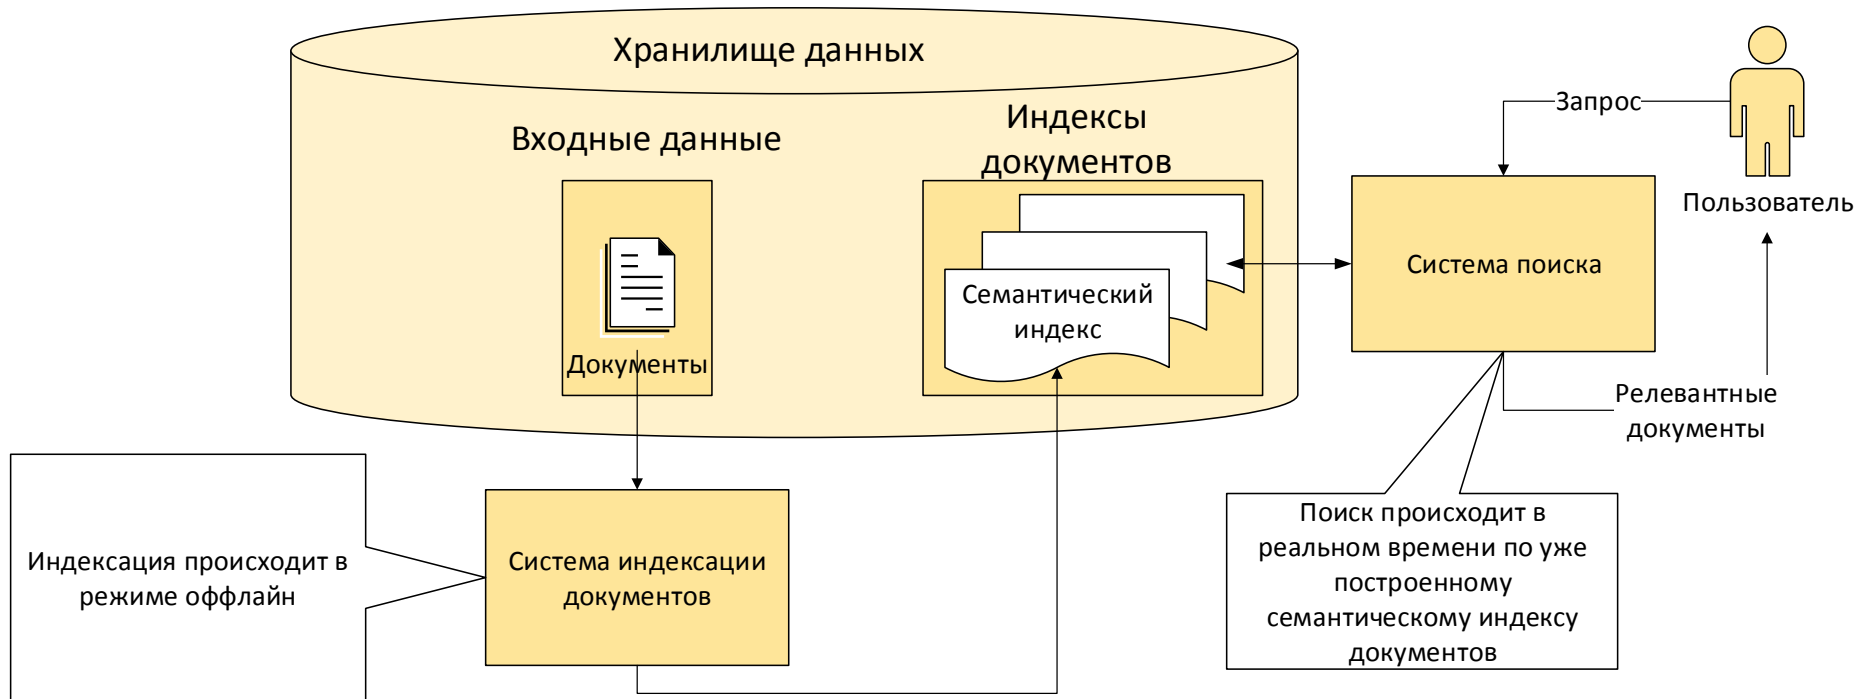 Хранилище данных
Входные данные
Индексы
документов
Документы
Семантический
индекс
Запрос
Пользователь
Система поиска
Релевантные
документы
Индексация происходит в
режиме оффлайн
Система индексации
документов
Поиск происходит в
реальном времени по уже
построенному
семантическому индексу
документов